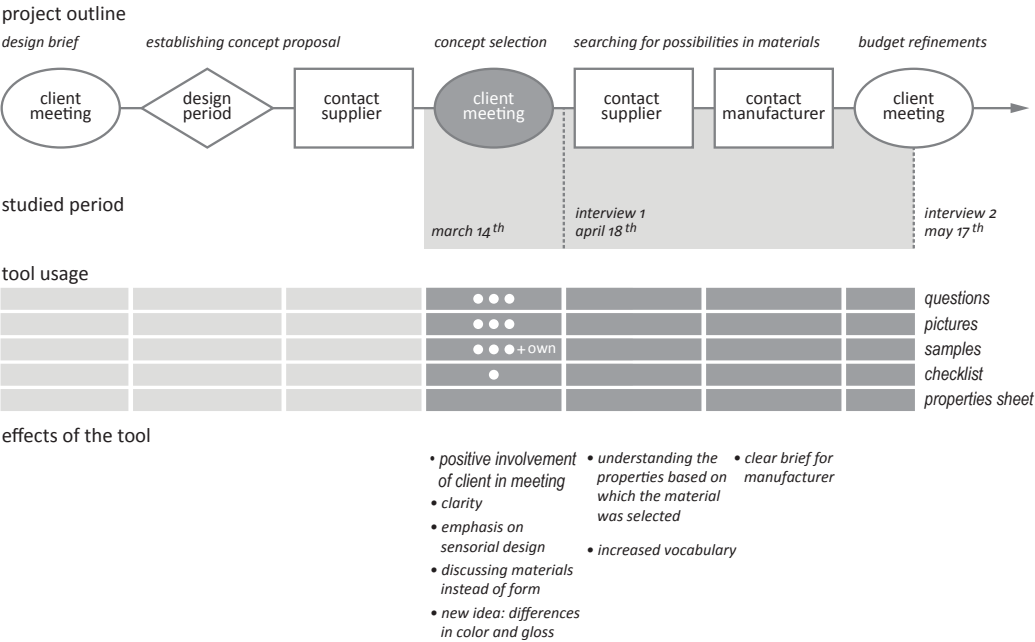 project outline
design brief
establishing concept proposal
concept selection
searching for possibilities in materials
budget refinements
client
meeting
design
period
contact
supplier
client
meeting
contact
supplier
contact
manufacturer
client
meeting
studied period
march 14th
interview 1
april 18th
interview 2
may 17th
tool usage
questions
pictures
+own
samples
checklist
properties sheet
effects of the tool
• positive involvement
of client in meeting
• clarity
• emphasis on
sensorial design
• discussing materials
instead of form
• new idea: differences
in color and gloss
• understanding the
properties based on
which the material
was selected
• increased vocabulary
• clear brief for
manufacturer